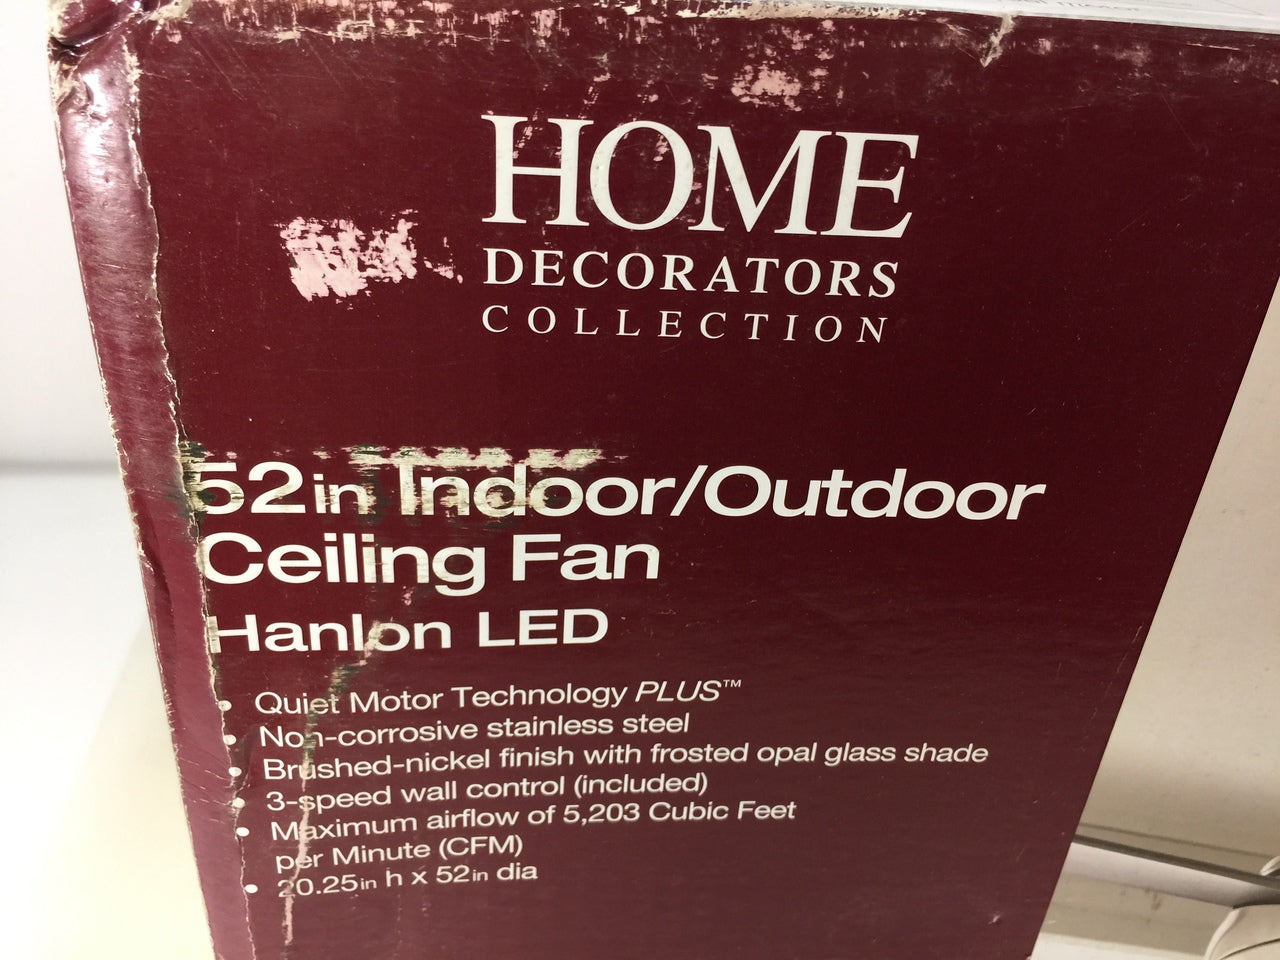 HOME
DECORATORS
COLLECTION
52in Indoor/Outdoor
Ceiling Fan
Hanlon LED
• Quiet Motor Technology PLUS™
• Non-corrosive stainless steel
• Brushed-nickel finish with frosted opal glass shade
• 3-speed wall control (included)
• Maximum airflow of 5,203 Cubic Feet
per Minute (CFM)
• 20.25in h x 52in dia